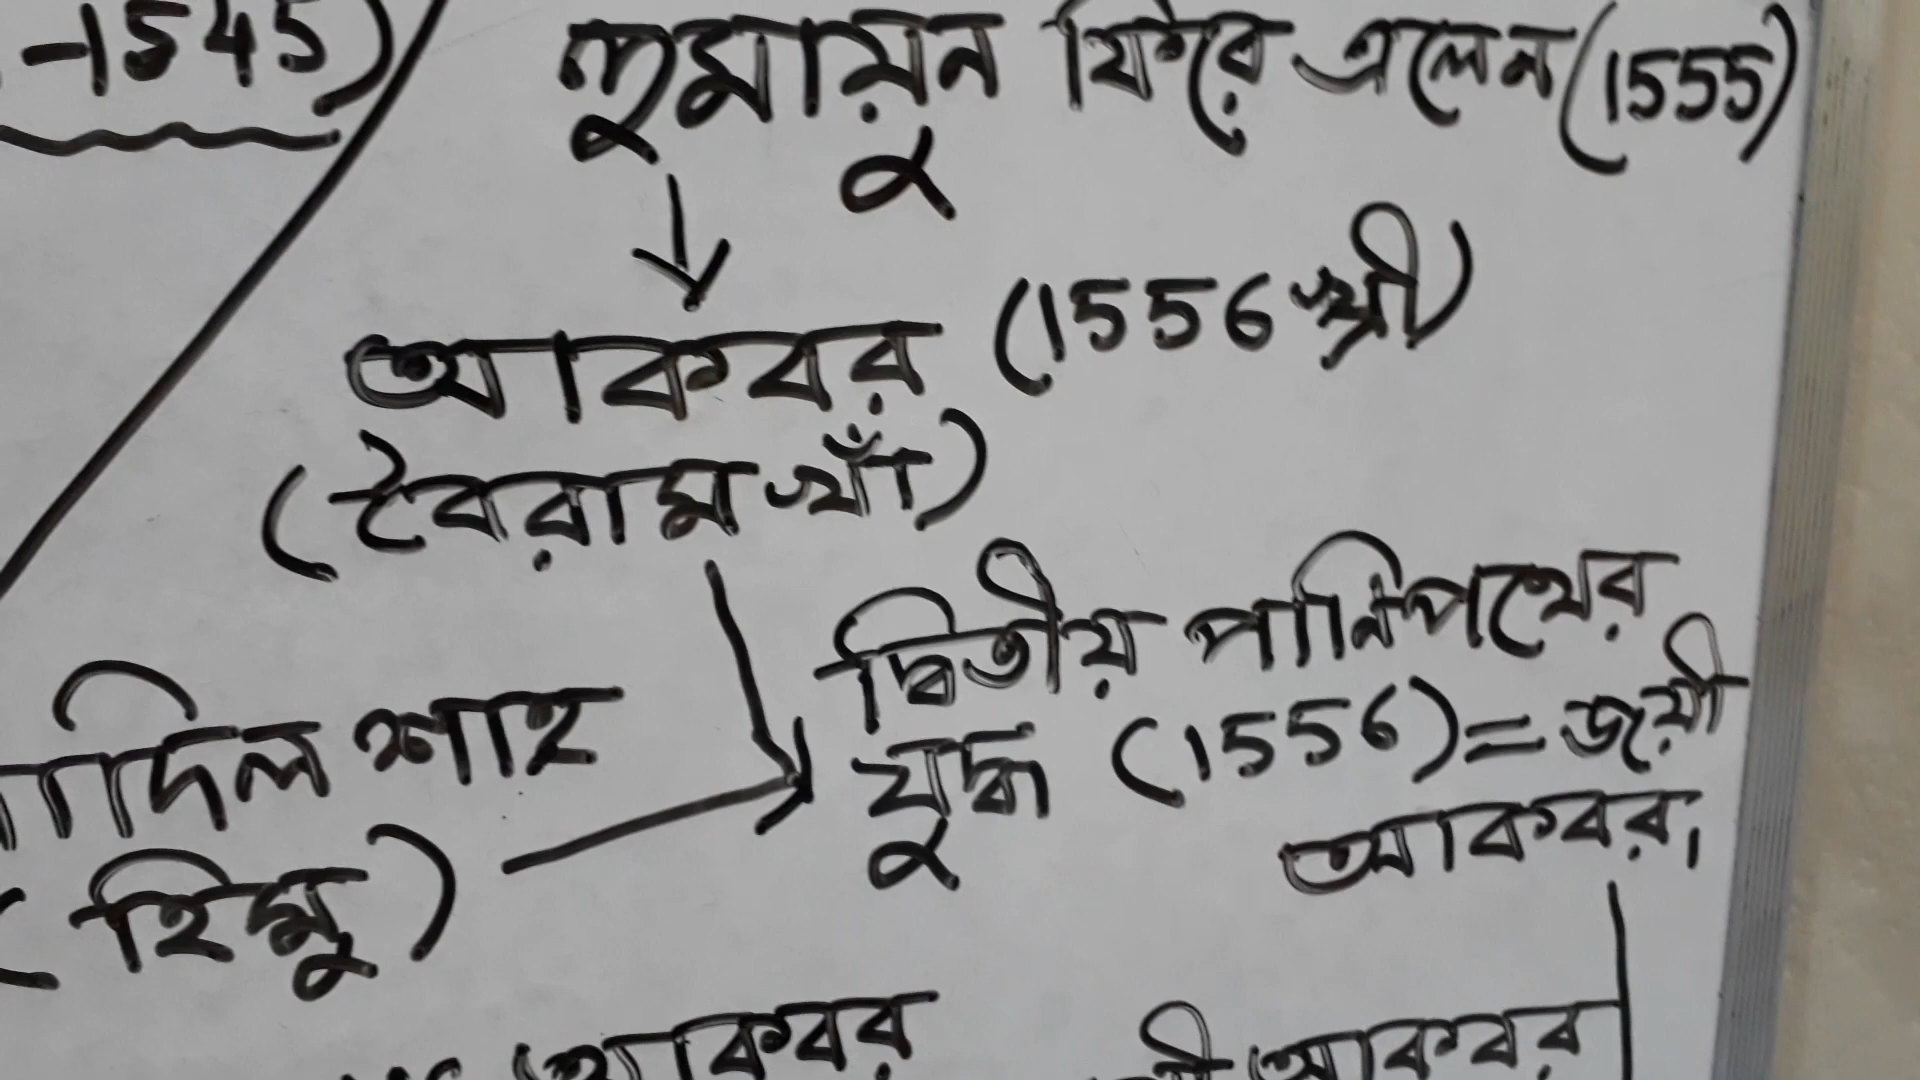 -1545)
হুমায়ুন ফিরে এলেন (1555)
আকবর (1556 খ্রী)
(বৈরাম খাঁ)
দ্বিতীয় পানিপথের
যুদ্ধ (1556) = জয়ী
আকবর।
আদিল শাহ
(হিমু)
আকবর
আকবর